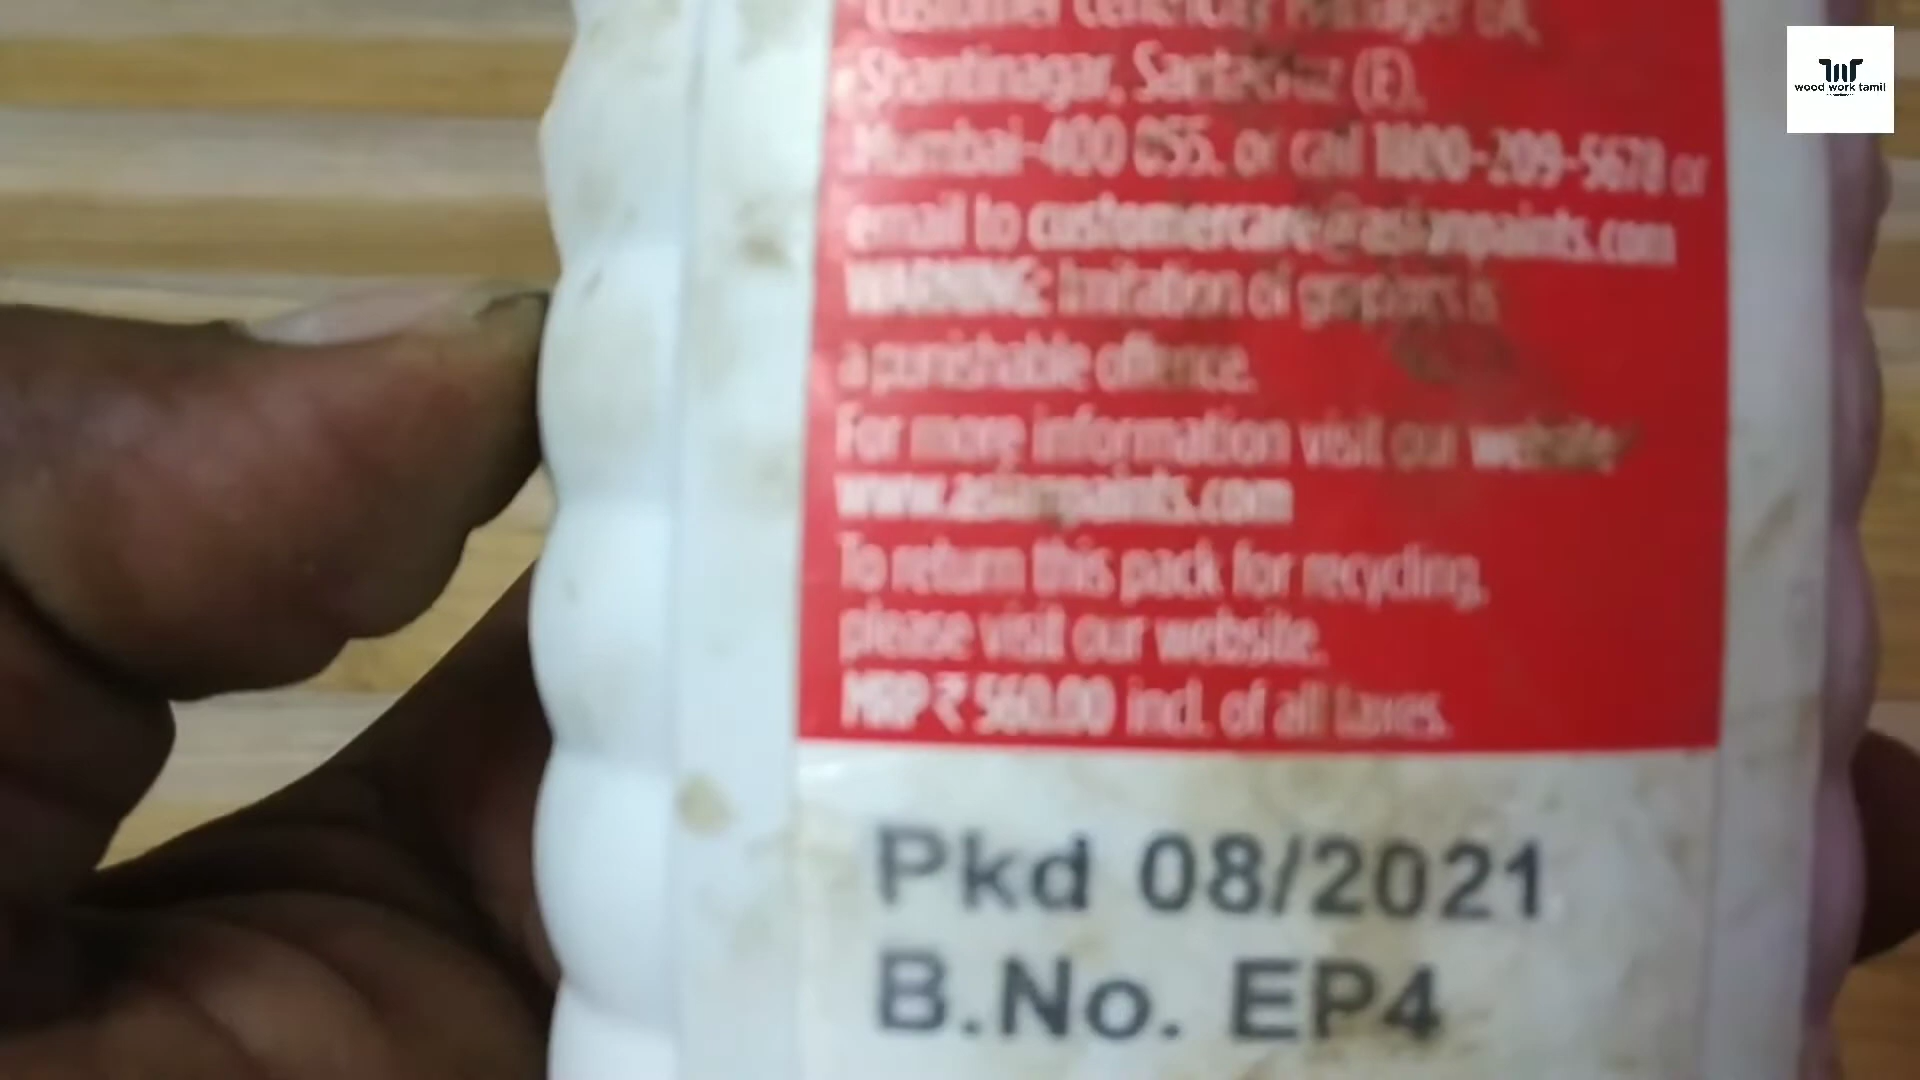 Customer Centricity Manager
Shantinagar, Santacruz (E),
Mumbai-400 055. or call 1800-209-5678 or
email to customercare@asianpaints.com
WARNING: Imitation of graphics is
a punishable offence.
For more information visit our website
www.asianpaints.com
To return this pack for recycling,
please visit our website.
MRP ₹ 560.00 incl. of all taxes.
Pkd 08/2021
B.No. EP4
wood work tamil